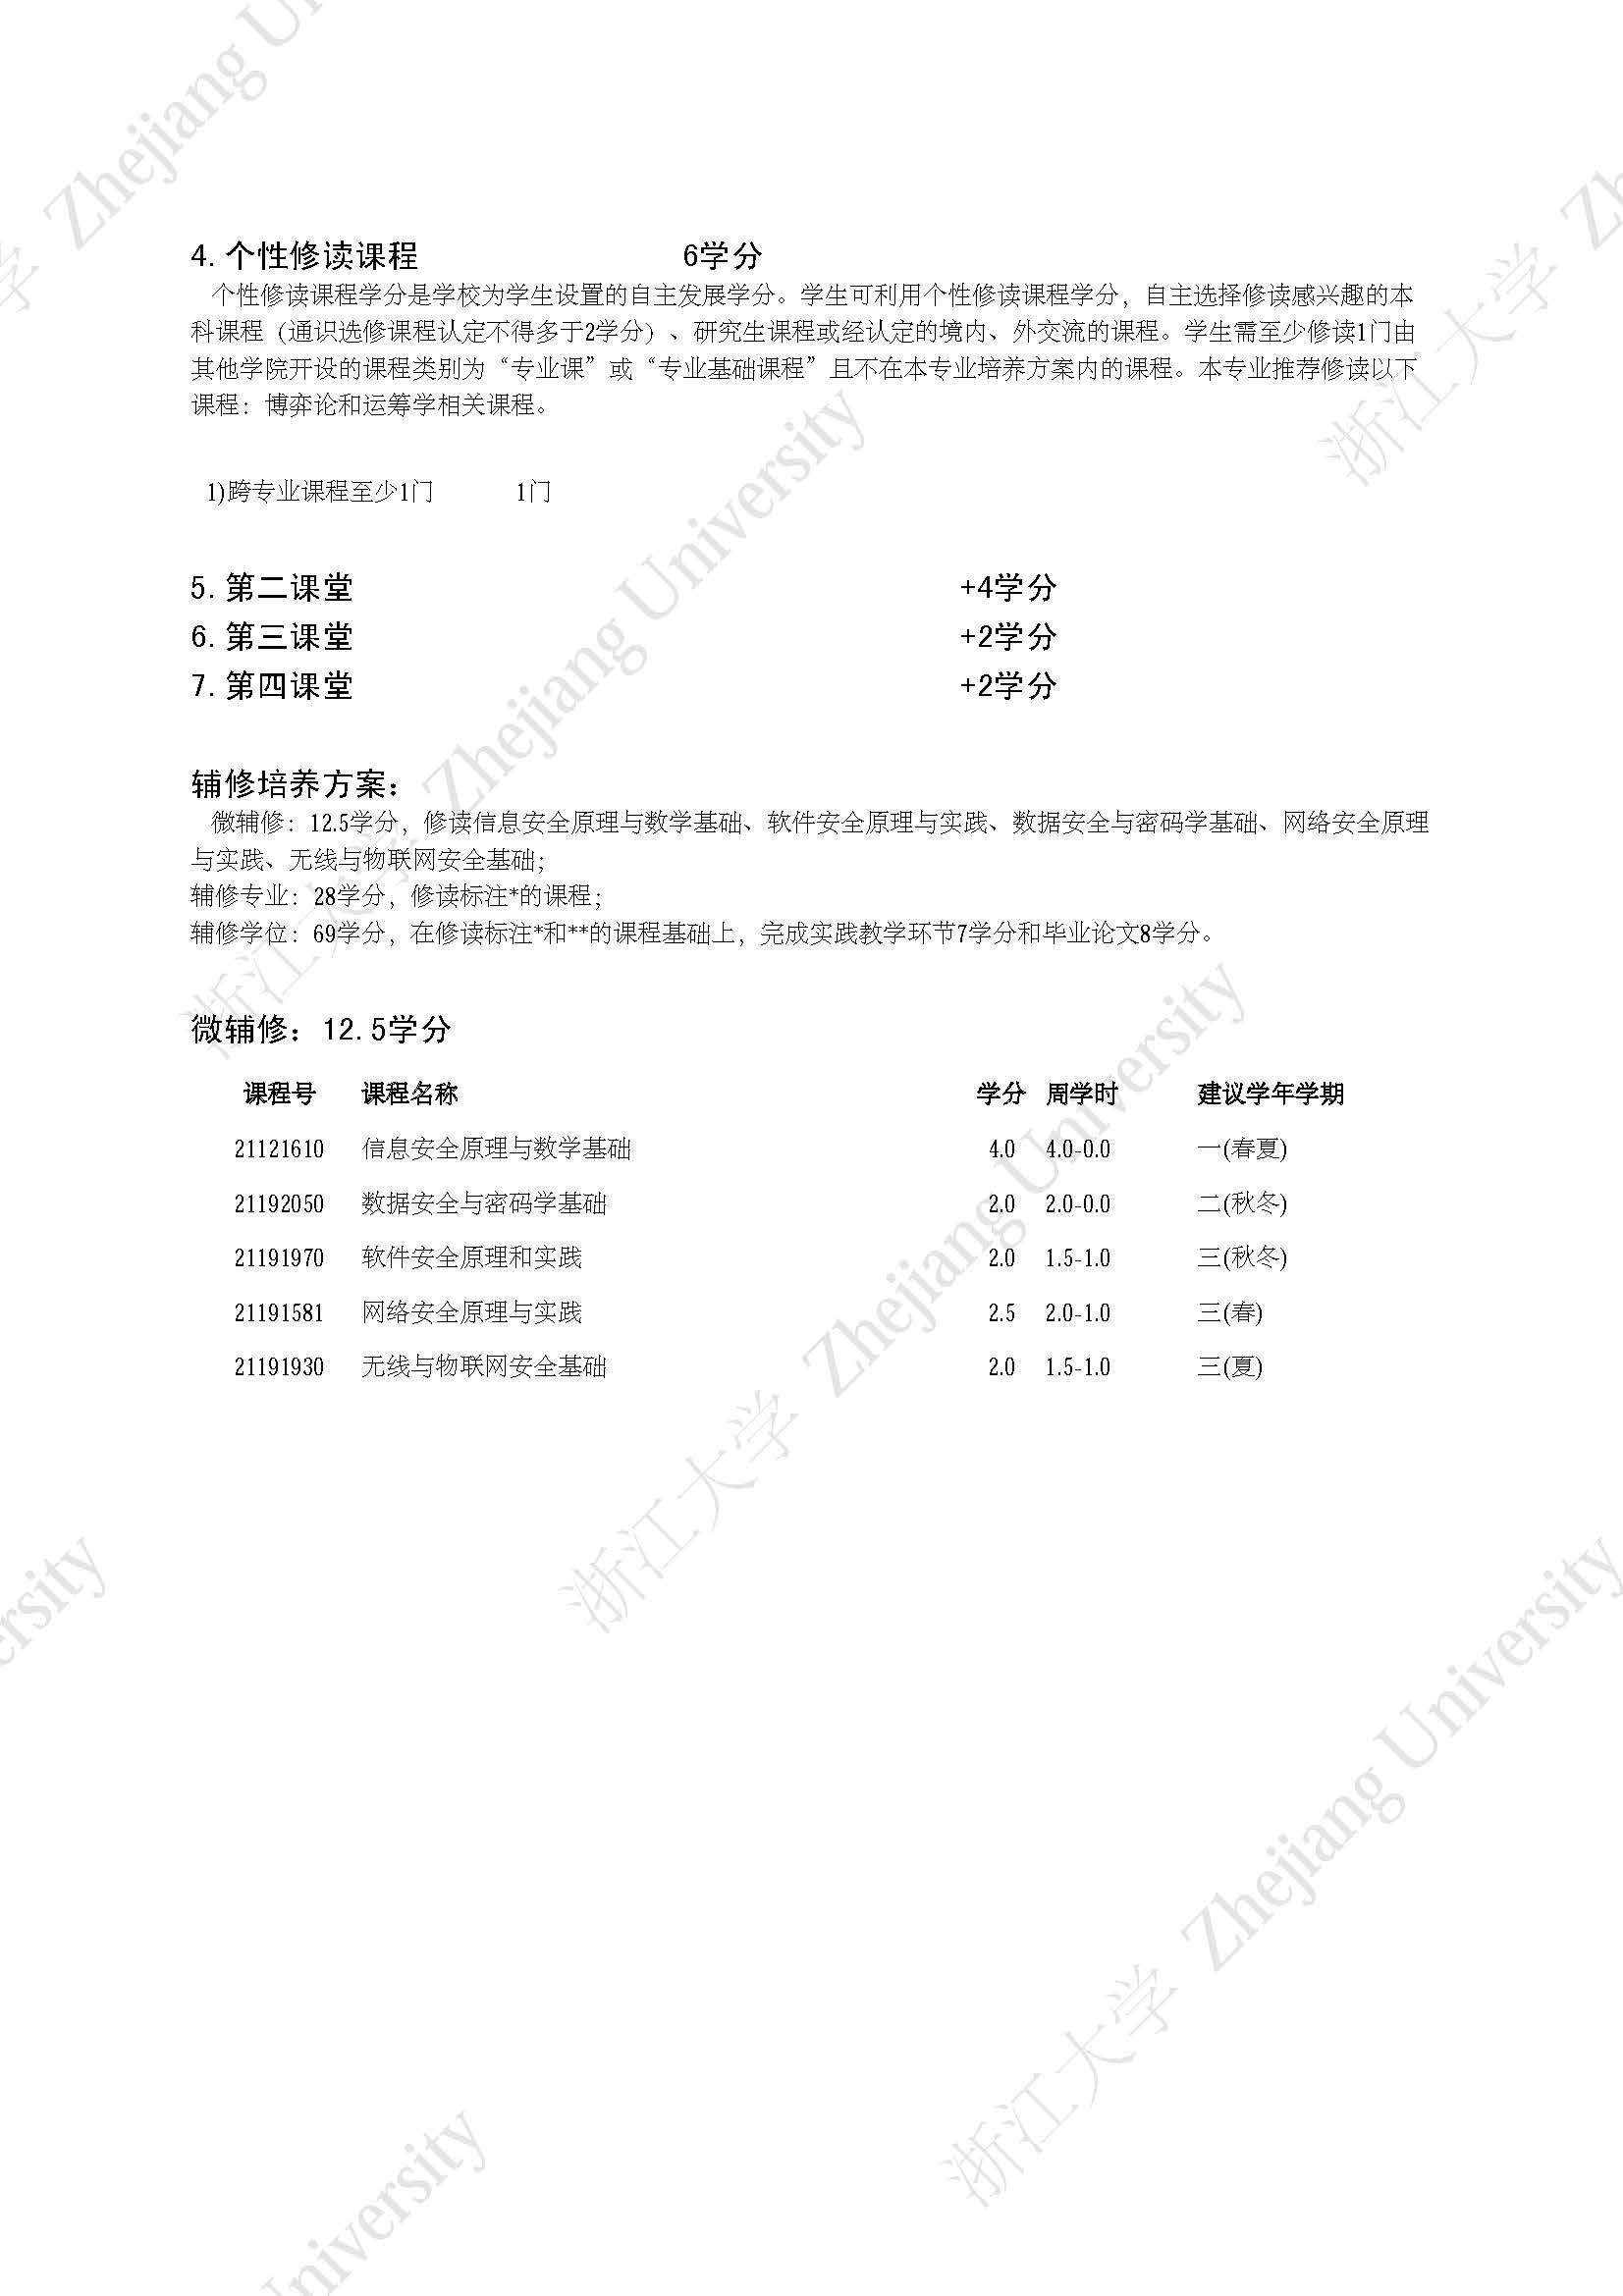 4.个性修读课程 6学分
个性修读课程学分是学校为学生设置的自主发展学分。学生可利用个性修读课程学分，自主选择修读感兴趣的本
科课程（通识选修课程认定不得多于2学分）、研究生课程或经认定的境内、外交流的课程。学生需至少修读1门由
其他学院开设的课程类别为“专业课”或“专业基础课程”且不在本专业培养方案内的课程。本专业推荐修读以下
课程：博弈论和运筹学相关课程。
1)跨专业课程至少1门 1门
5.第二课堂 +4学分
6.第三课堂 +2学分
7.第四课堂 +2学分
辅修培养方案：
微辅修：12.5学分，修读信息安全原理与数学基础、软件安全原理与实践、数据安全与密码学基础、网络安全原理
与实践、无线与物联网安全基础；
辅修专业：28学分，修读标注*的课程；
辅修学位：69学分，在修读标注*和**的课程基础上，完成实践教学环节7学分和毕业论文8学分。
微辅修：12.5学分
课程号 课程名称 学分 周学时 建议学年学期
21121610 信息安全原理与数学基础 4.0 4.0-0.0 一(春夏)
21192050 数据安全与密码学基础 2.0 2.0-0.0 二(秋冬)
21191970 软件安全原理和实践 2.0 1.5-1.0 三(秋冬)
21191581 网络安全原理与实践 2.5 2.0-1.0 三(春)
21191930 无线与物联网安全基础 2.0 1.5-1.0 三(夏)
浙江大学 Zhejiang University
浙江大学 Zhejiang University
浙江大学 Zhejiang University